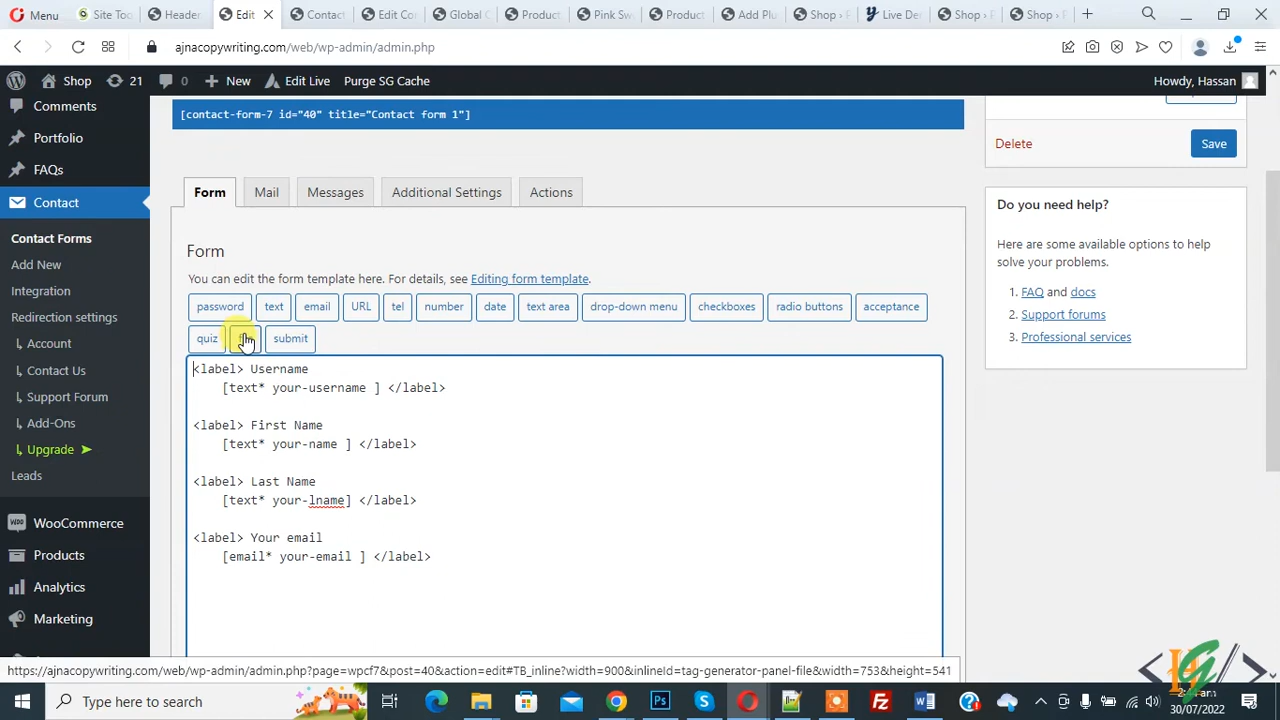 Menu
Site Too
Header
Edit
Contact
Edit Con
Global C
Product
Pink Sw
Product
Add Plu
Shop ‹ P
Live De
Shop ‹ P
Shop ‹ P
ajnacopywriting.com/web/wp-admin/admin.php
Shop
21
0
New
Edit Live
Purge SG Cache
Howdy, Hassan
Comments
Portfolio
FAQs
Contact
Contact Forms
Add New
Integration
Redirection settings
↳ Account
↳ Contact Us
↳ Support Forum
↳ Add-Ons
↳ Upgrade ➤
Leads
WooCommerce
Products
Analytics
Marketing
[contact-form-7 id="40" title="Contact form 1"]
Form
Mail
Messages
Additional Settings
Actions
Form
You can edit the form template here. For details, see Editing form template.
password
text
email
URL
tel
number
date
text area
drop-down menu
checkboxes
radio buttons
acceptance
quiz
submit
<label> Username
[text* your-username ] </label>
<label> First Name
[text* your-name ] </label>
<label> Last Name
[text* your-lname] </label>
<label> Your email
[email* your-email ] </label>
Delete
Save
Do you need help?
Here are some available options to help
solve your problems.
1. FAQ and docs
2. Support forums
3. Professional services
https://ajnacopywriting.com/web/wp-admin/admin.php?page=wpcf7&post=40&action=edit#TB_inline?width=900&inlineId=tag-generator-panel-file&width=753&height=541
Type here to search
am
30/07/2022